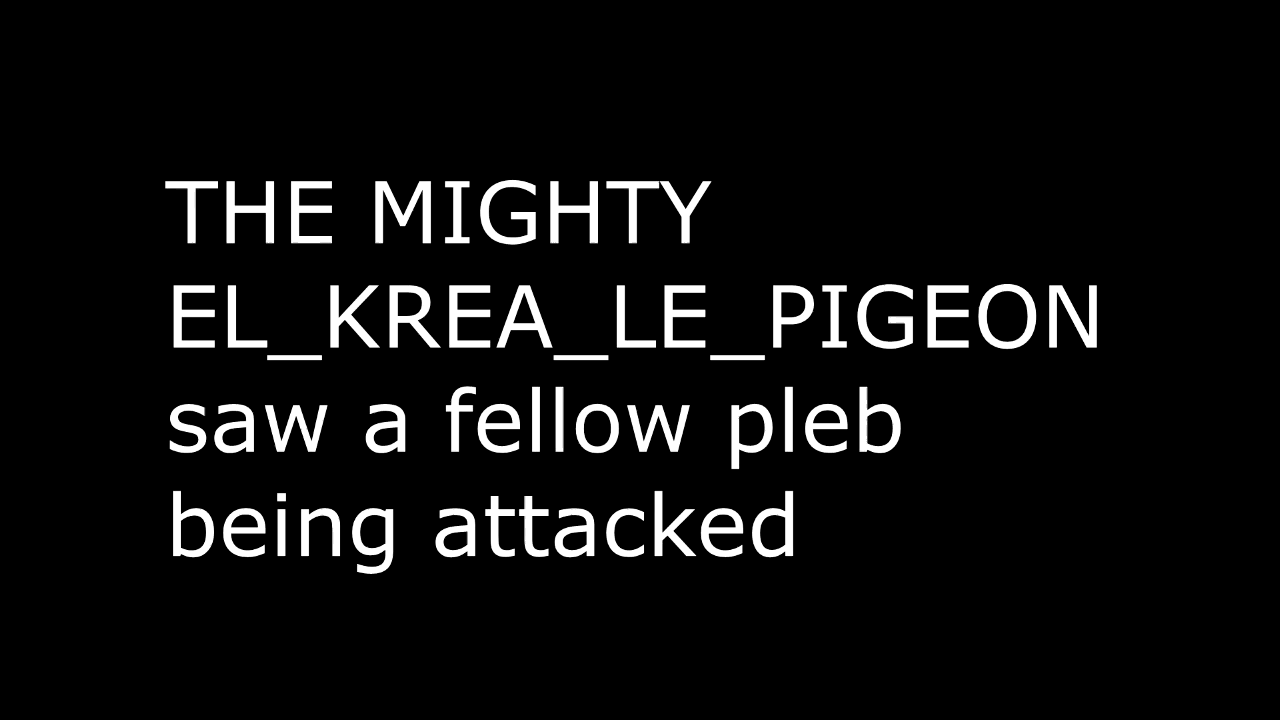 THE MIGHTY
EL_KREA_LE_PIGEON
saw a fellow pleb
being attacked